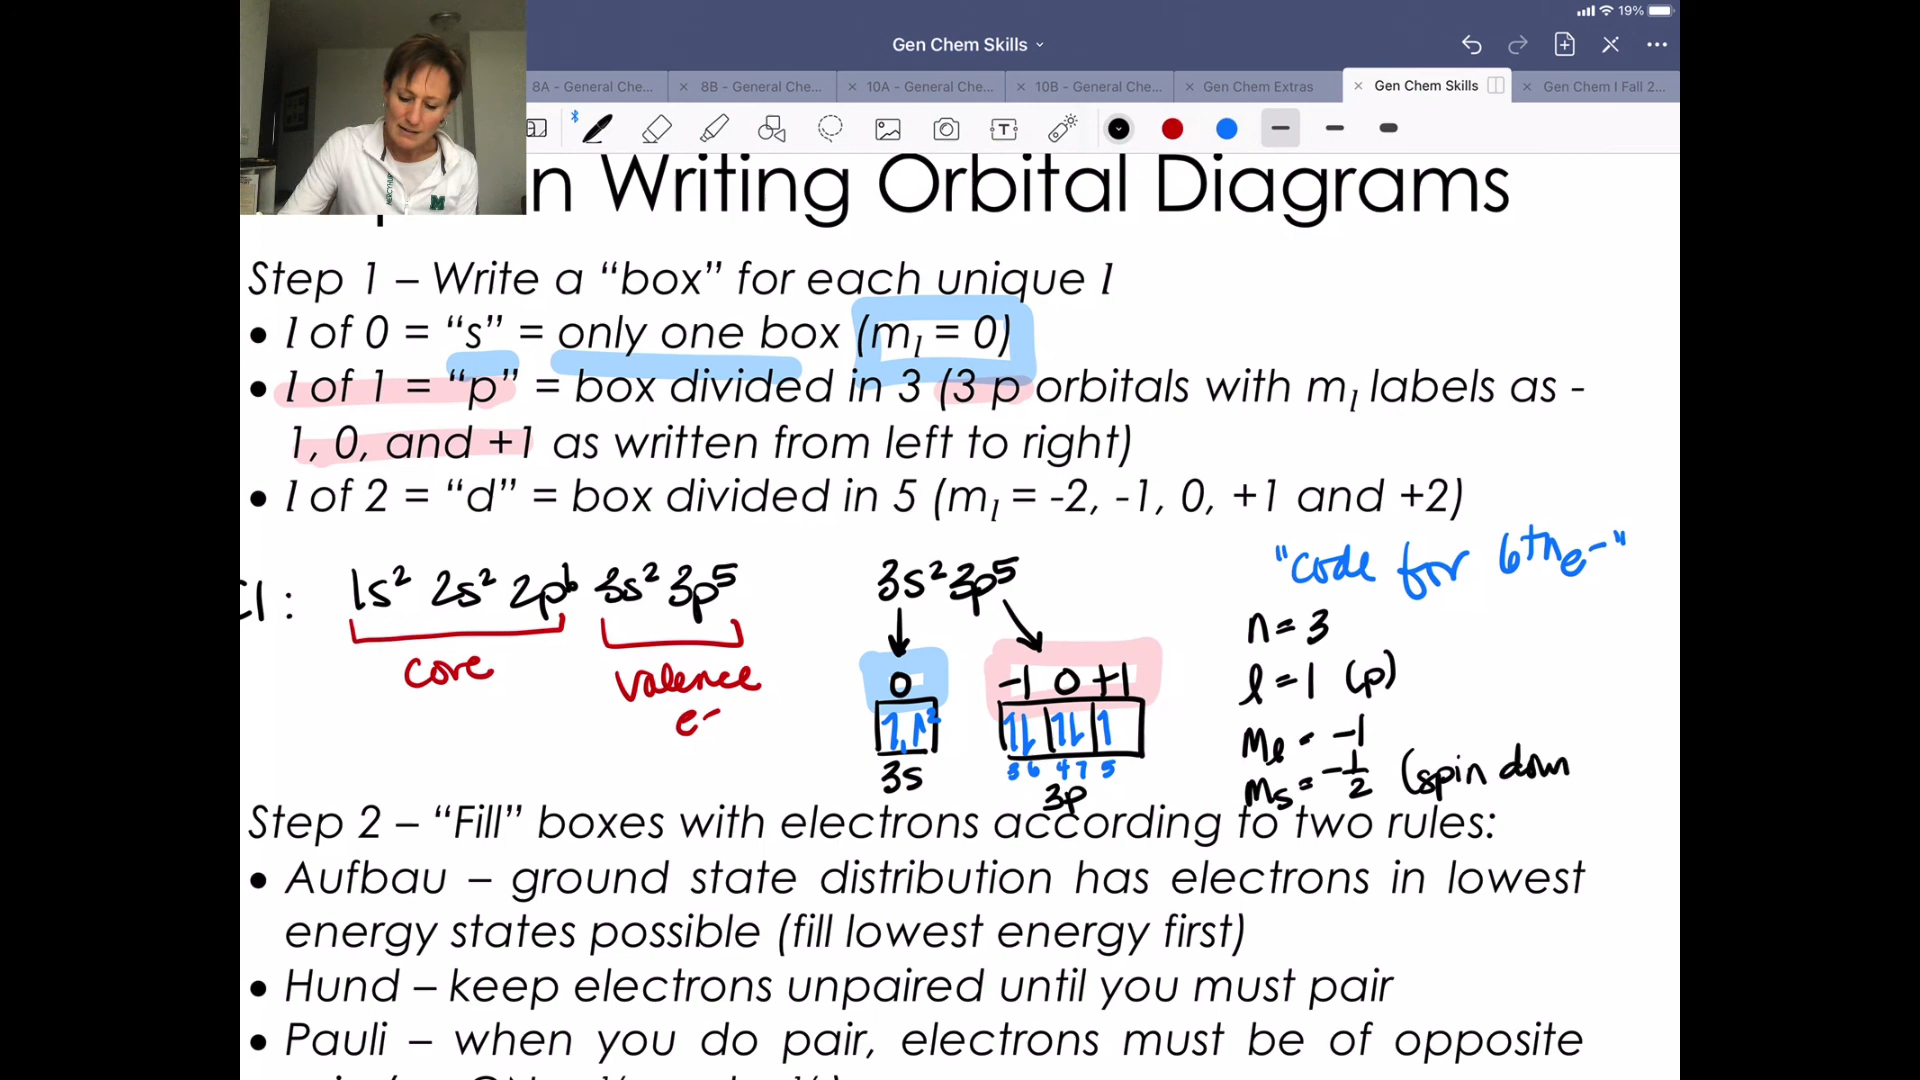 19%
Gen Chem Skills
8A - General Che... 8B - General Che... 10A - General Che... 10B - General Che... Gen Chem Extras Gen Chem Skills Gen Chem I Fall 2...
n Writing Orbital Diagrams
Step 1 – Write a “box” for each unique l
• l of 0 = “s” = only one box (ml = 0)
• l of 1 = “p” = box divided in 3 (3 p orbitals with ml labels as -
1, 0, and +1 as written from left to right)
• l of 2 = “d” = box divided in 5 (ml = -2, -1, 0, +1 and +2)
"code for 6th e-"
Cl : 1s² 2s² 2p⁶ 3s² 3p⁵
core
valence
e-
3s² 3p⁵
0
-1 0 +1
1 2
3 6 4 7 5
3s
3p
n = 3
l = 1 (p)
ml = -1
ms = -1/2 (spin down
Step 2 – “Fill” boxes with electrons according to two rules:
• Aufbau – ground state distribution has electrons in lowest
energy states possible (fill lowest energy first)
• Hund – keep electrons unpaired until you must pair
• Pauli – when you do pair, electrons must be of opposite